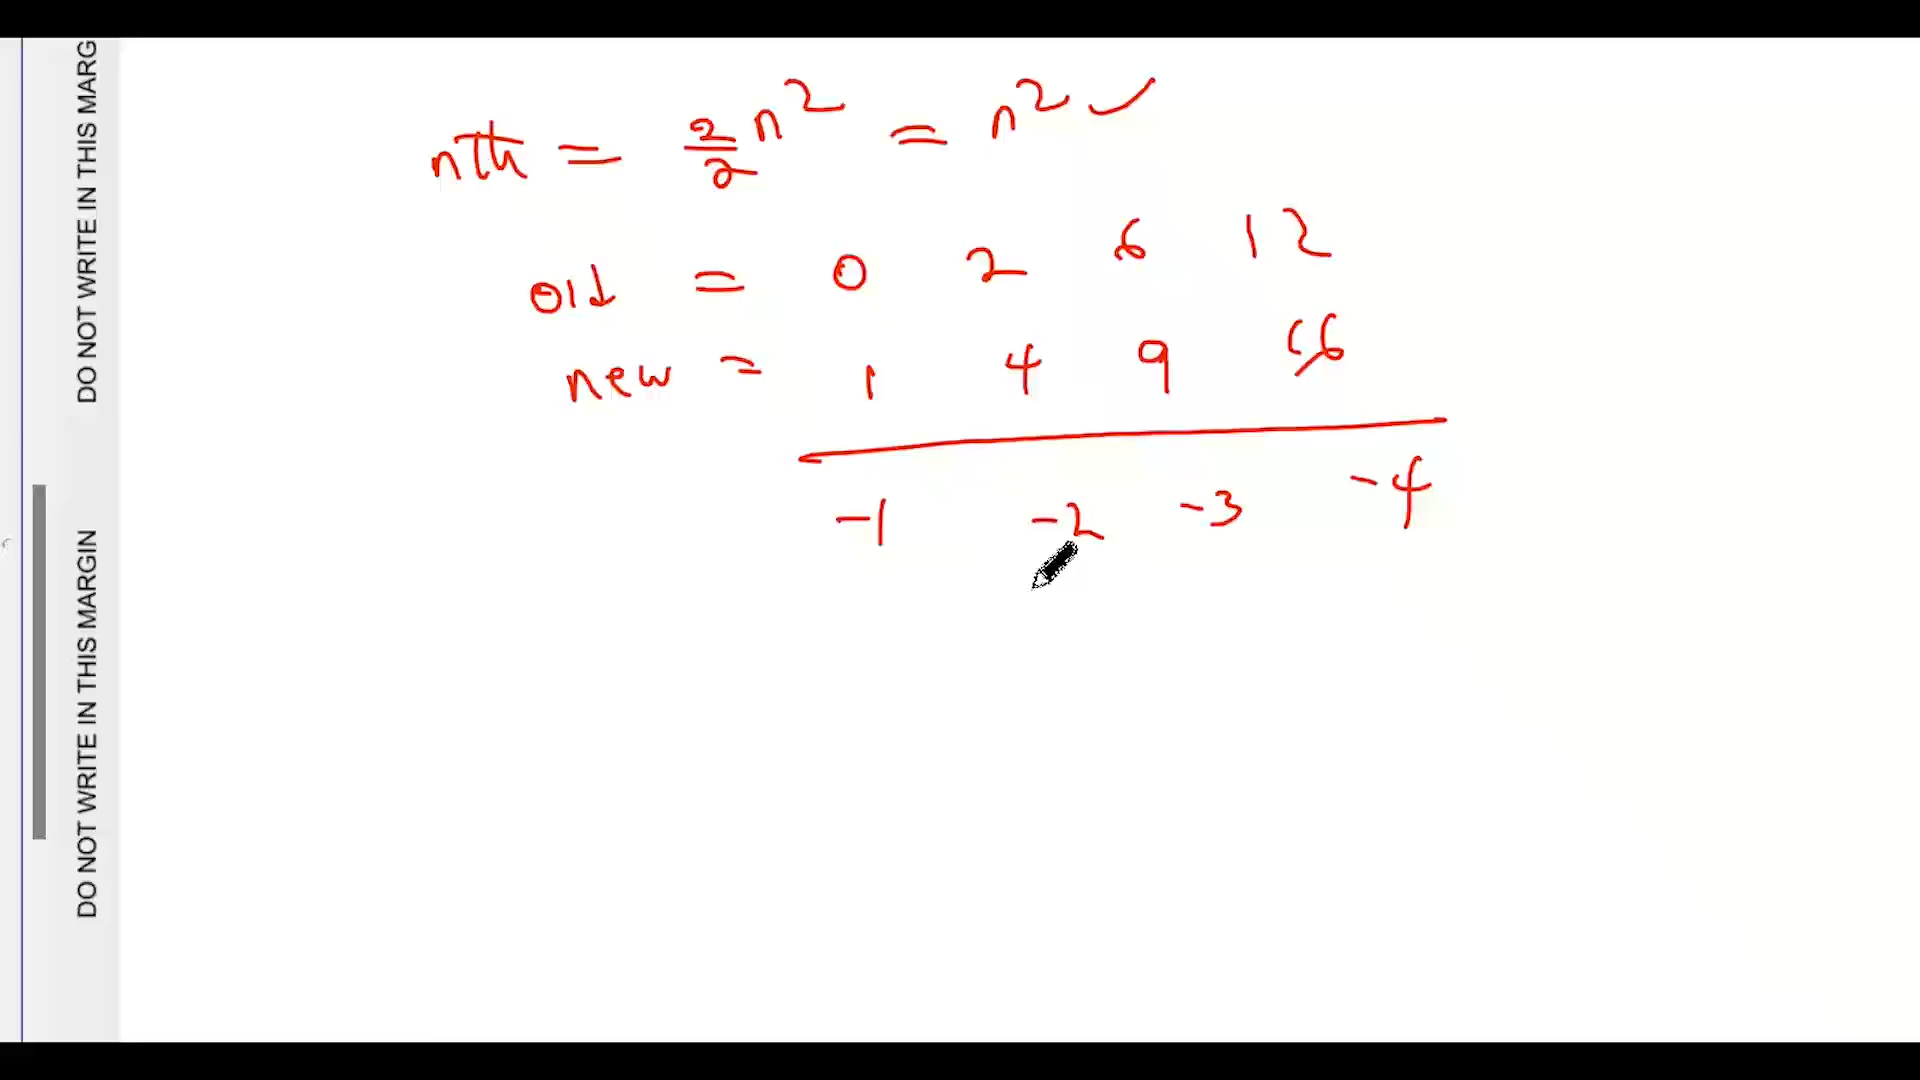 DO NOT WRITE IN THIS MARG
DO NOT WRITE IN THIS MARGIN
nth = 2/2 n² = n² ✓
old = 0 2 6 12
new = 1 4 9 16
-1 -2 -3 -4